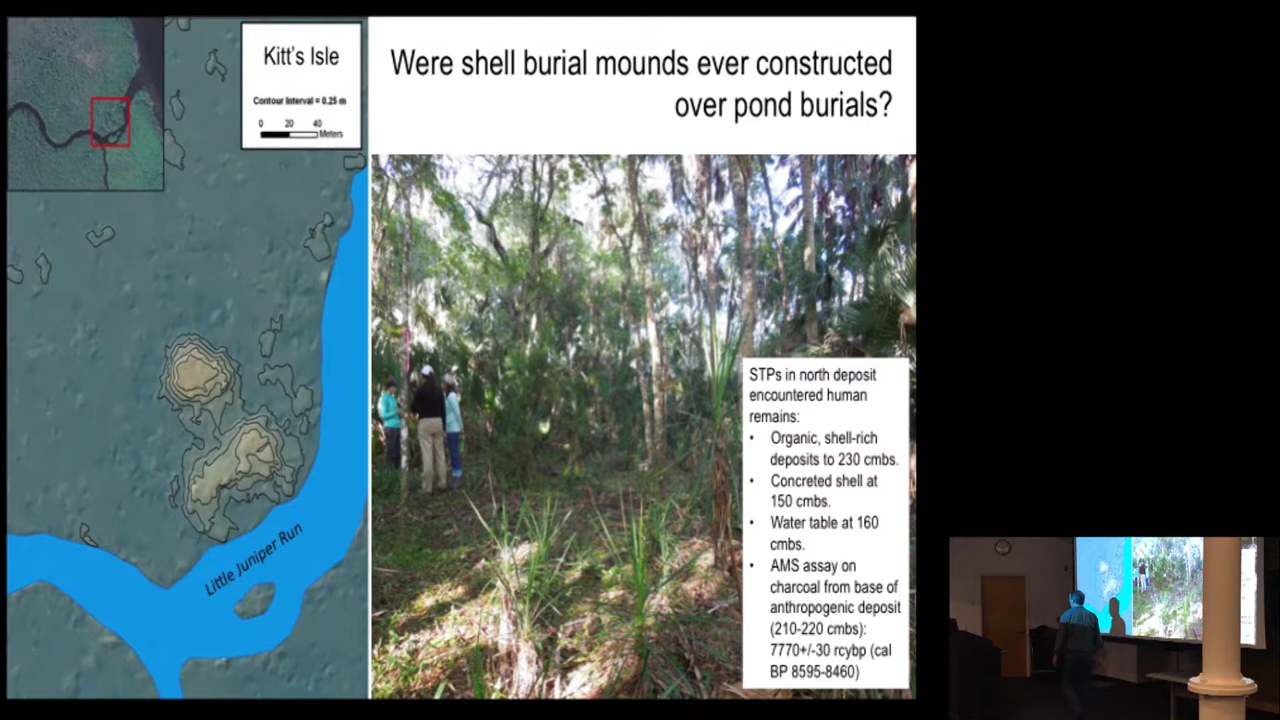 Kitt's Isle
Contour Interval = 0.25 m
0 20 40
Meters
Little Juniper Run
Were shell burial mounds ever constructed
over pond burials?
STPs in north deposit
encountered human
remains:
• Organic, shell-rich
deposits to 230 cmbs.
• Concreted shell at
150 cmbs.
• Water table at 160
cmbs.
• AMS assay on
charcoal from base of
anthropogenic deposit
(210-220 cmbs):
7770+/-30 rcybp (cal
BP 8595-8460)